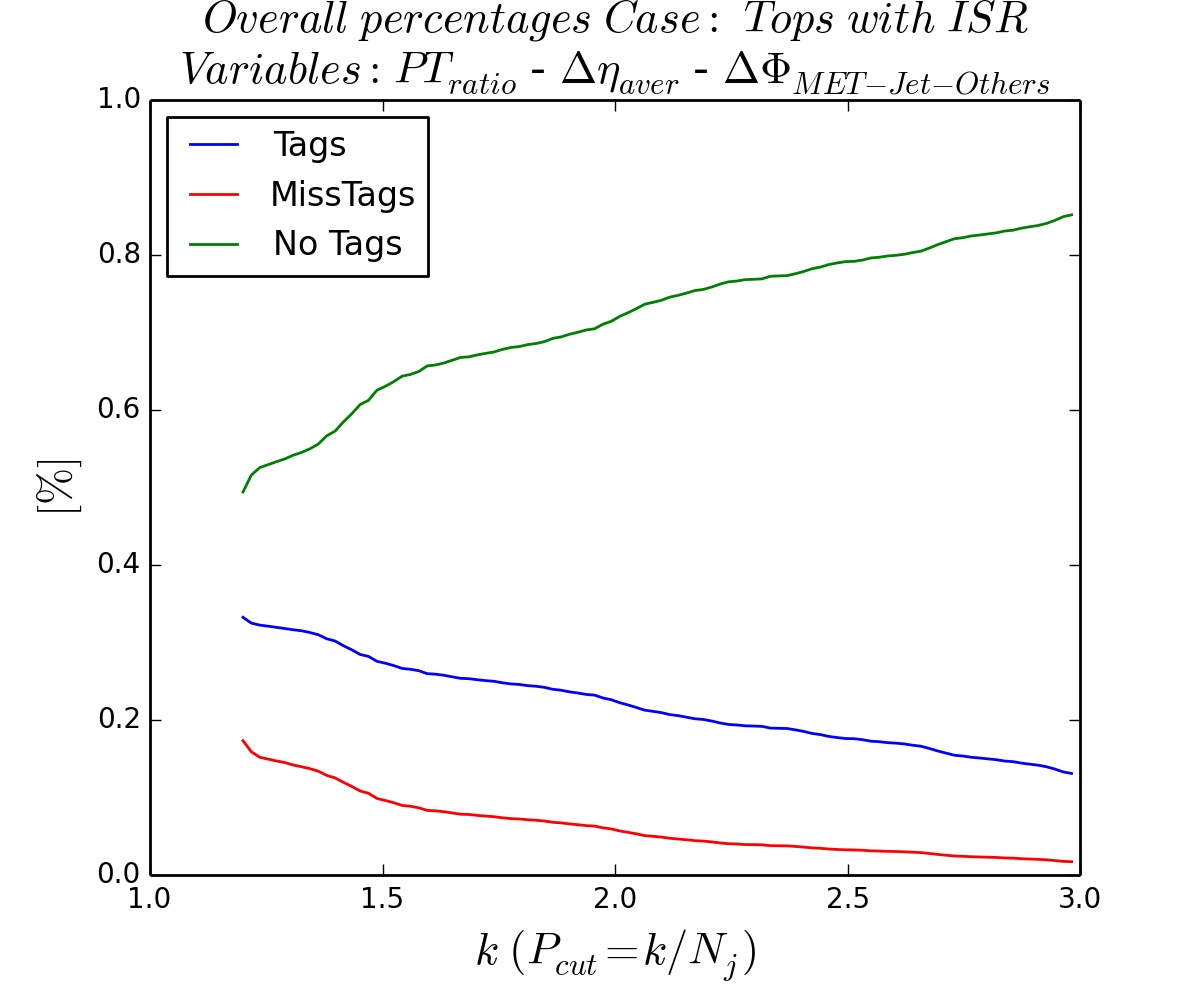 Overall percentages Case: Tops with ISR
Variables: PT_ratio - Δη_aver - ΔΦ_MET−Jet−Others
1.0
0.8
0.6
0.4
0.2
0.0
[%]
Tags
MissTags
No Tags
1.0 1.5 2.0 2.5 3.0
k (P_cut=k/N_j)